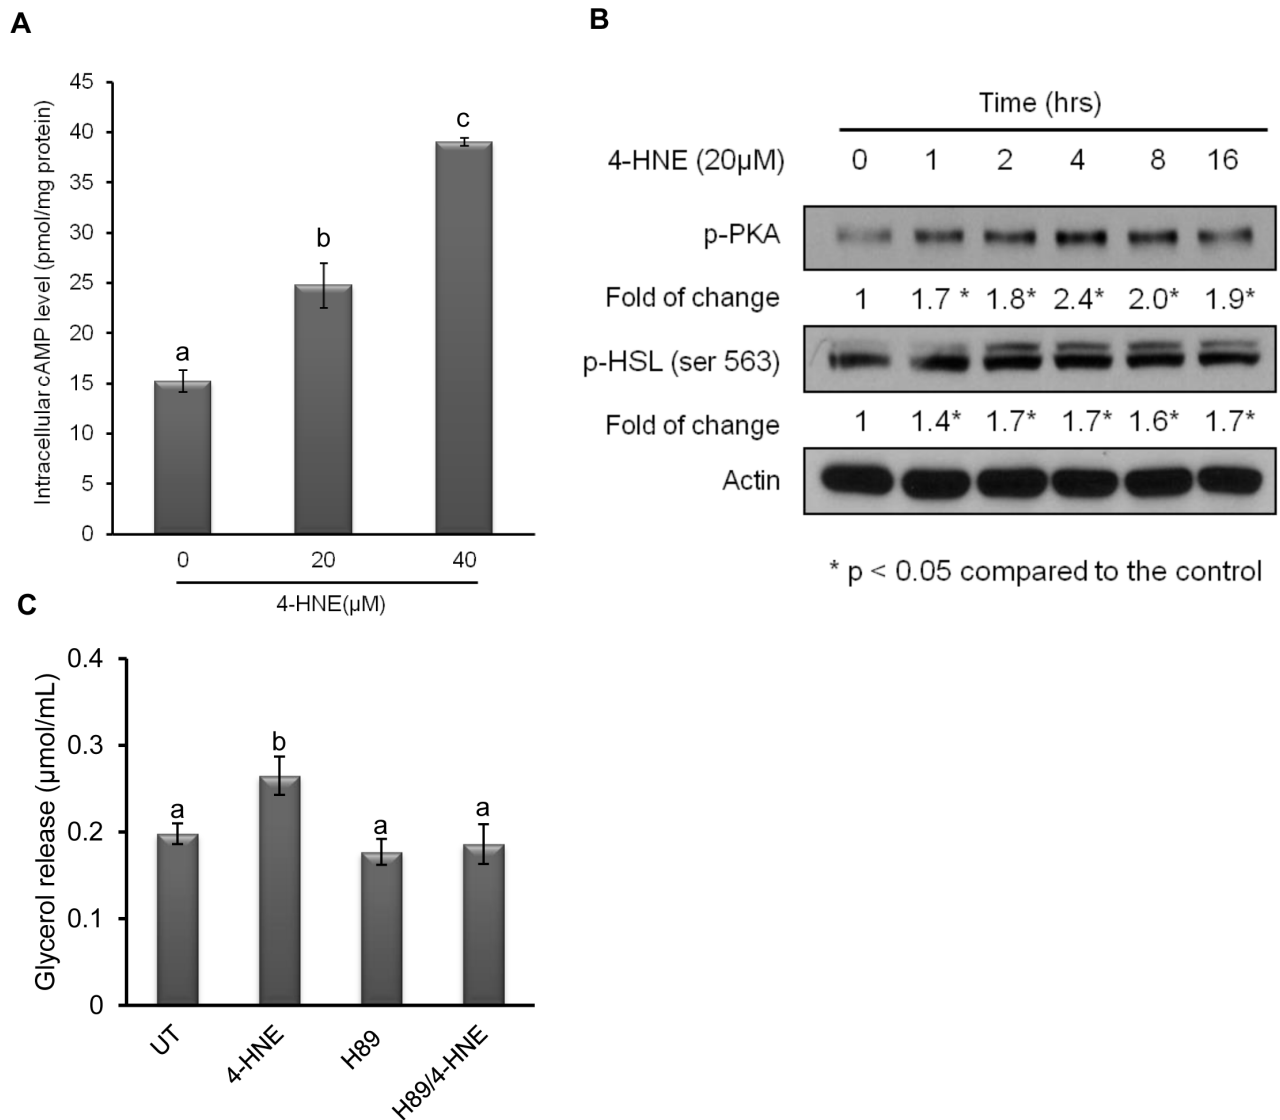 A
Intracellular cAMP level (pmol/mg protein)
45
40
35
30
25
20
15
10
5
0
a
b
c
0 20 40
4-HNE(µM)
B
Time (hrs)
4-HNE (20µM) 0 1 2 4 8 16
p-PKA
Fold of change 1 1.7 * 1.8* 2.4* 2.0* 1.9*
p-HSL (ser 563)
Fold of change 1 1.4* 1.7* 1.7* 1.6* 1.7*
Actin
* p < 0.05 compared to the control
C
Glycerol release (µmol/mL)
0.4
0.3
0.2
0.1
0
a
b
a
a
UT
4-HNE
H89
H89/4-HNE